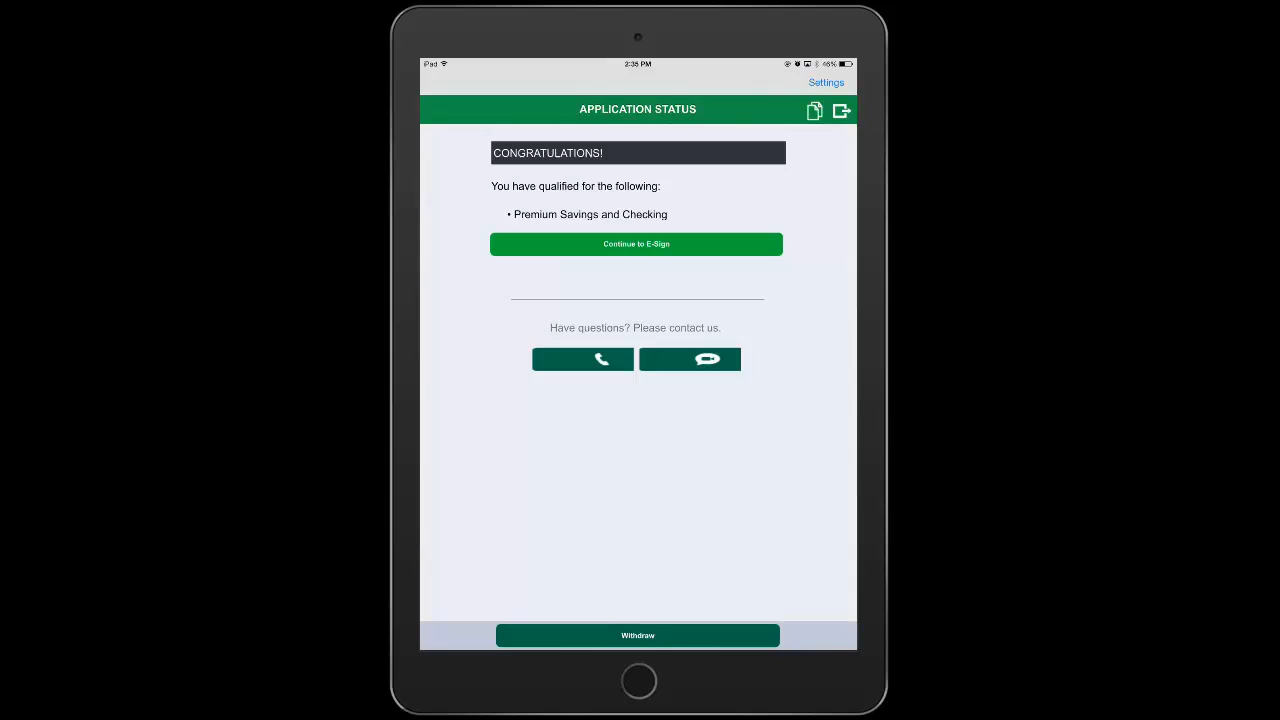 iPad
2:35 PM
46%
Settings
APPLICATION STATUS
CONGRATULATIONS!
You have qualified for the following:
• Premium Savings and Checking
Continue to E-Sign
Have questions? Please contact us.
Withdraw